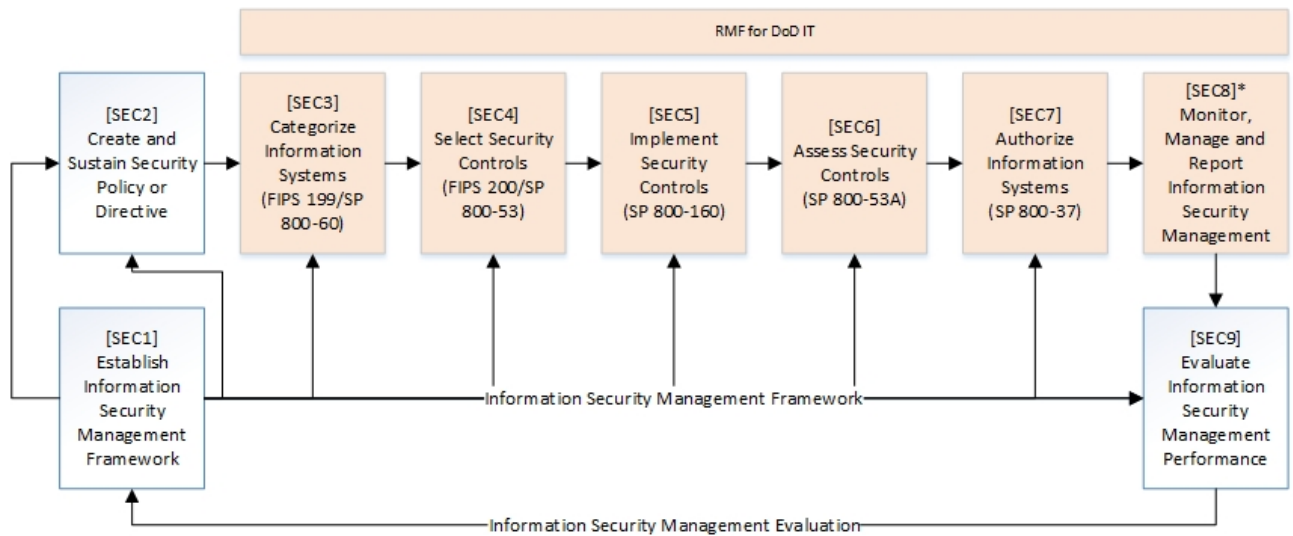 RMF for DoD IT
[SEC2]
Create and
Sustain Security
Policy or
Directive
[SEC3]
Categorize
Information
Systems
(FIPS 199/SP
800-60)
[SEC4]
Select Security
Controls
(FIPS 200/SP
800-53)
[SEC5]
Implement
Security
Controls
(SP 800-160)
[SEC6]
Assess Security
Controls
(SP 800-53A)
[SEC7]
Authorize
Information
Systems
(SP 800-37)
[SEC8]*
Monitor,
Manage and
Report
Information
Security
Management
[SEC1]
Establish
Information
Security
Management
Framework
Information Security Management Framework
[SEC9]
Evaluate
Information
Security
Management
Performance
Information Security Management Evaluation